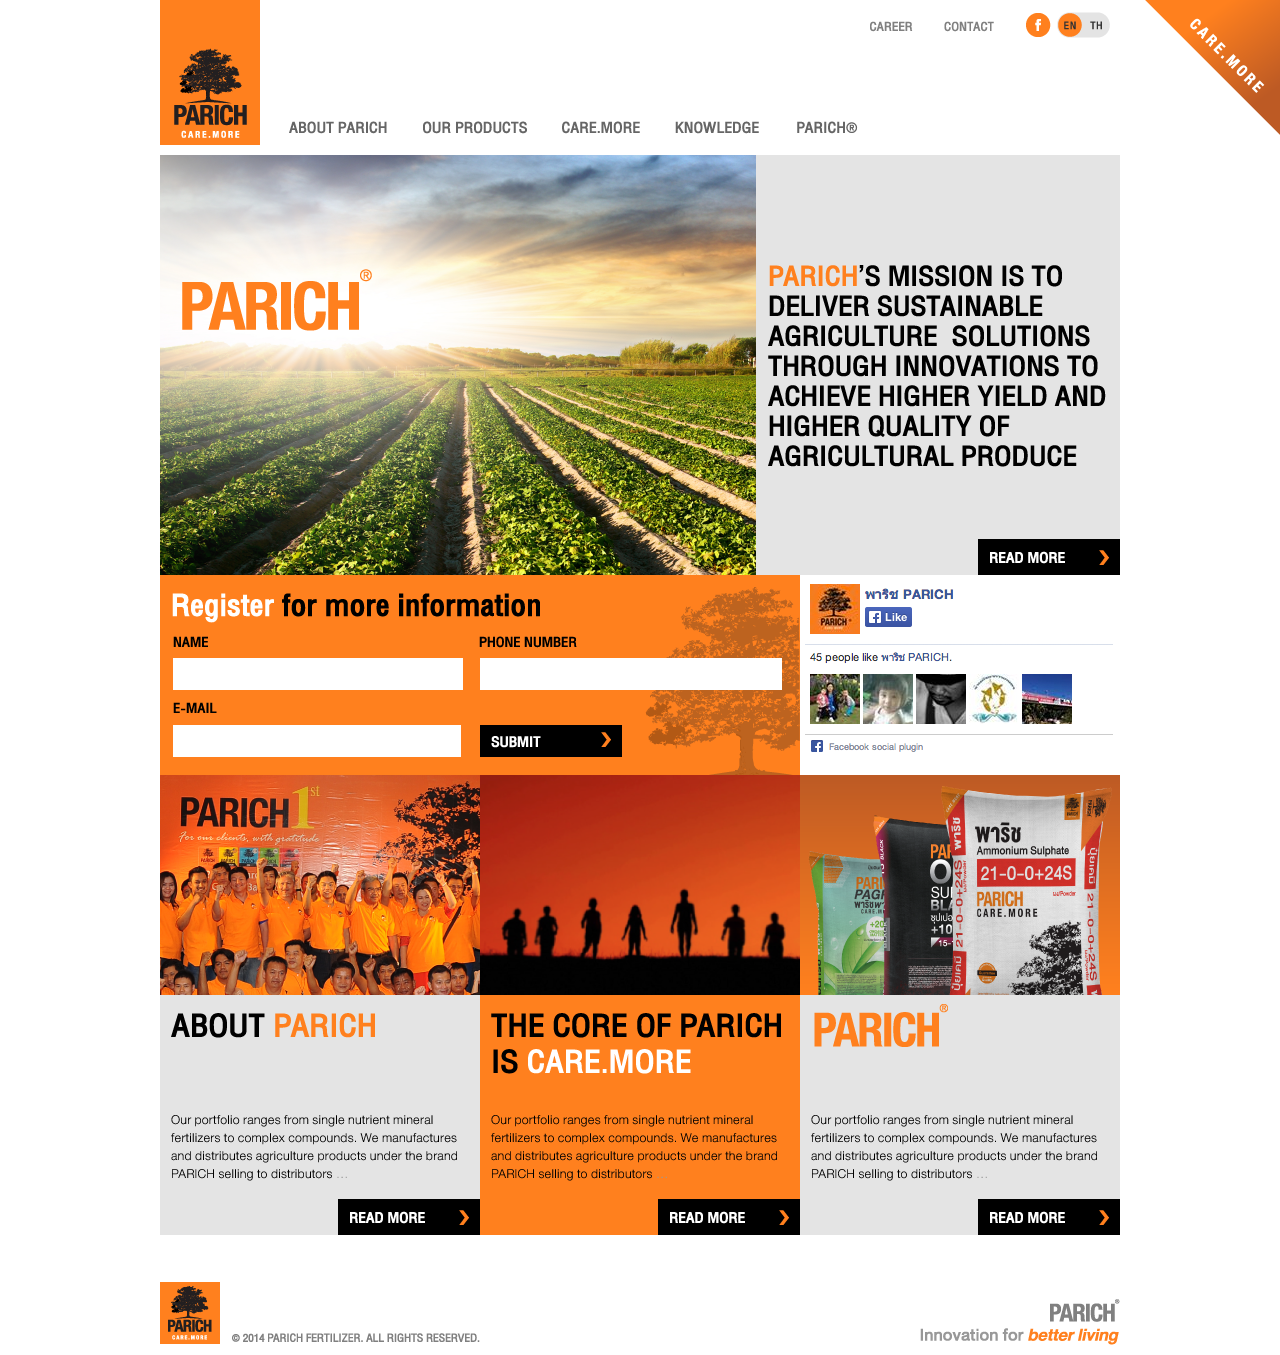 CAREER
CONTACT
f
EN
TH
CARE.MORE
PARICH
CARE.MORE
ABOUT PARICH
OUR PRODUCTS
CARE.MORE
KNOWLEDGE
PARICH®
PARICH®
PARICH'S MISSION IS TO
DELIVER SUSTAINABLE
AGRICULTURE SOLUTIONS
THROUGH INNOVATIONS TO
ACHIEVE HIGHER YIELD AND
HIGHER QUALITY OF
AGRICULTURAL PRODUCE
READ MORE
Register for more information
NAME
PHONE NUMBER
E-MAIL
SUBMIT
PARICH
พาริช PARICH
Like
45 people like พาริช PARICH.
Facebook social plugin
PARICH 1st
For our clients, with gratitude
พาริช
Ammonium Sulphate
21-0-0+24S
PARICH
CARE.MORE
ABOUT PARICH
Our portfolio ranges from single nutrient mineral
fertilizers to complex compounds. We manufactures
and distributes agriculture products under the brand
PARICH selling to distributors ...
READ MORE
THE CORE OF PARICH
IS CARE.MORE
Our portfolio ranges from single nutrient mineral
fertilizers to complex compounds. We manufactures
and distributes agriculture products under the brand
PARICH selling to distributors
READ MORE
PARICH®
Our portfolio ranges from single nutrient mineral
fertilizers to complex compounds. We manufactures
and distributes agriculture products under the brand
PARICH selling to distributors ...
READ MORE
PARICH
CARE.MORE
© 2014 PARICH FERTILIZER. ALL RIGHTS RESERVED.
PARICH®
Innovation for better living